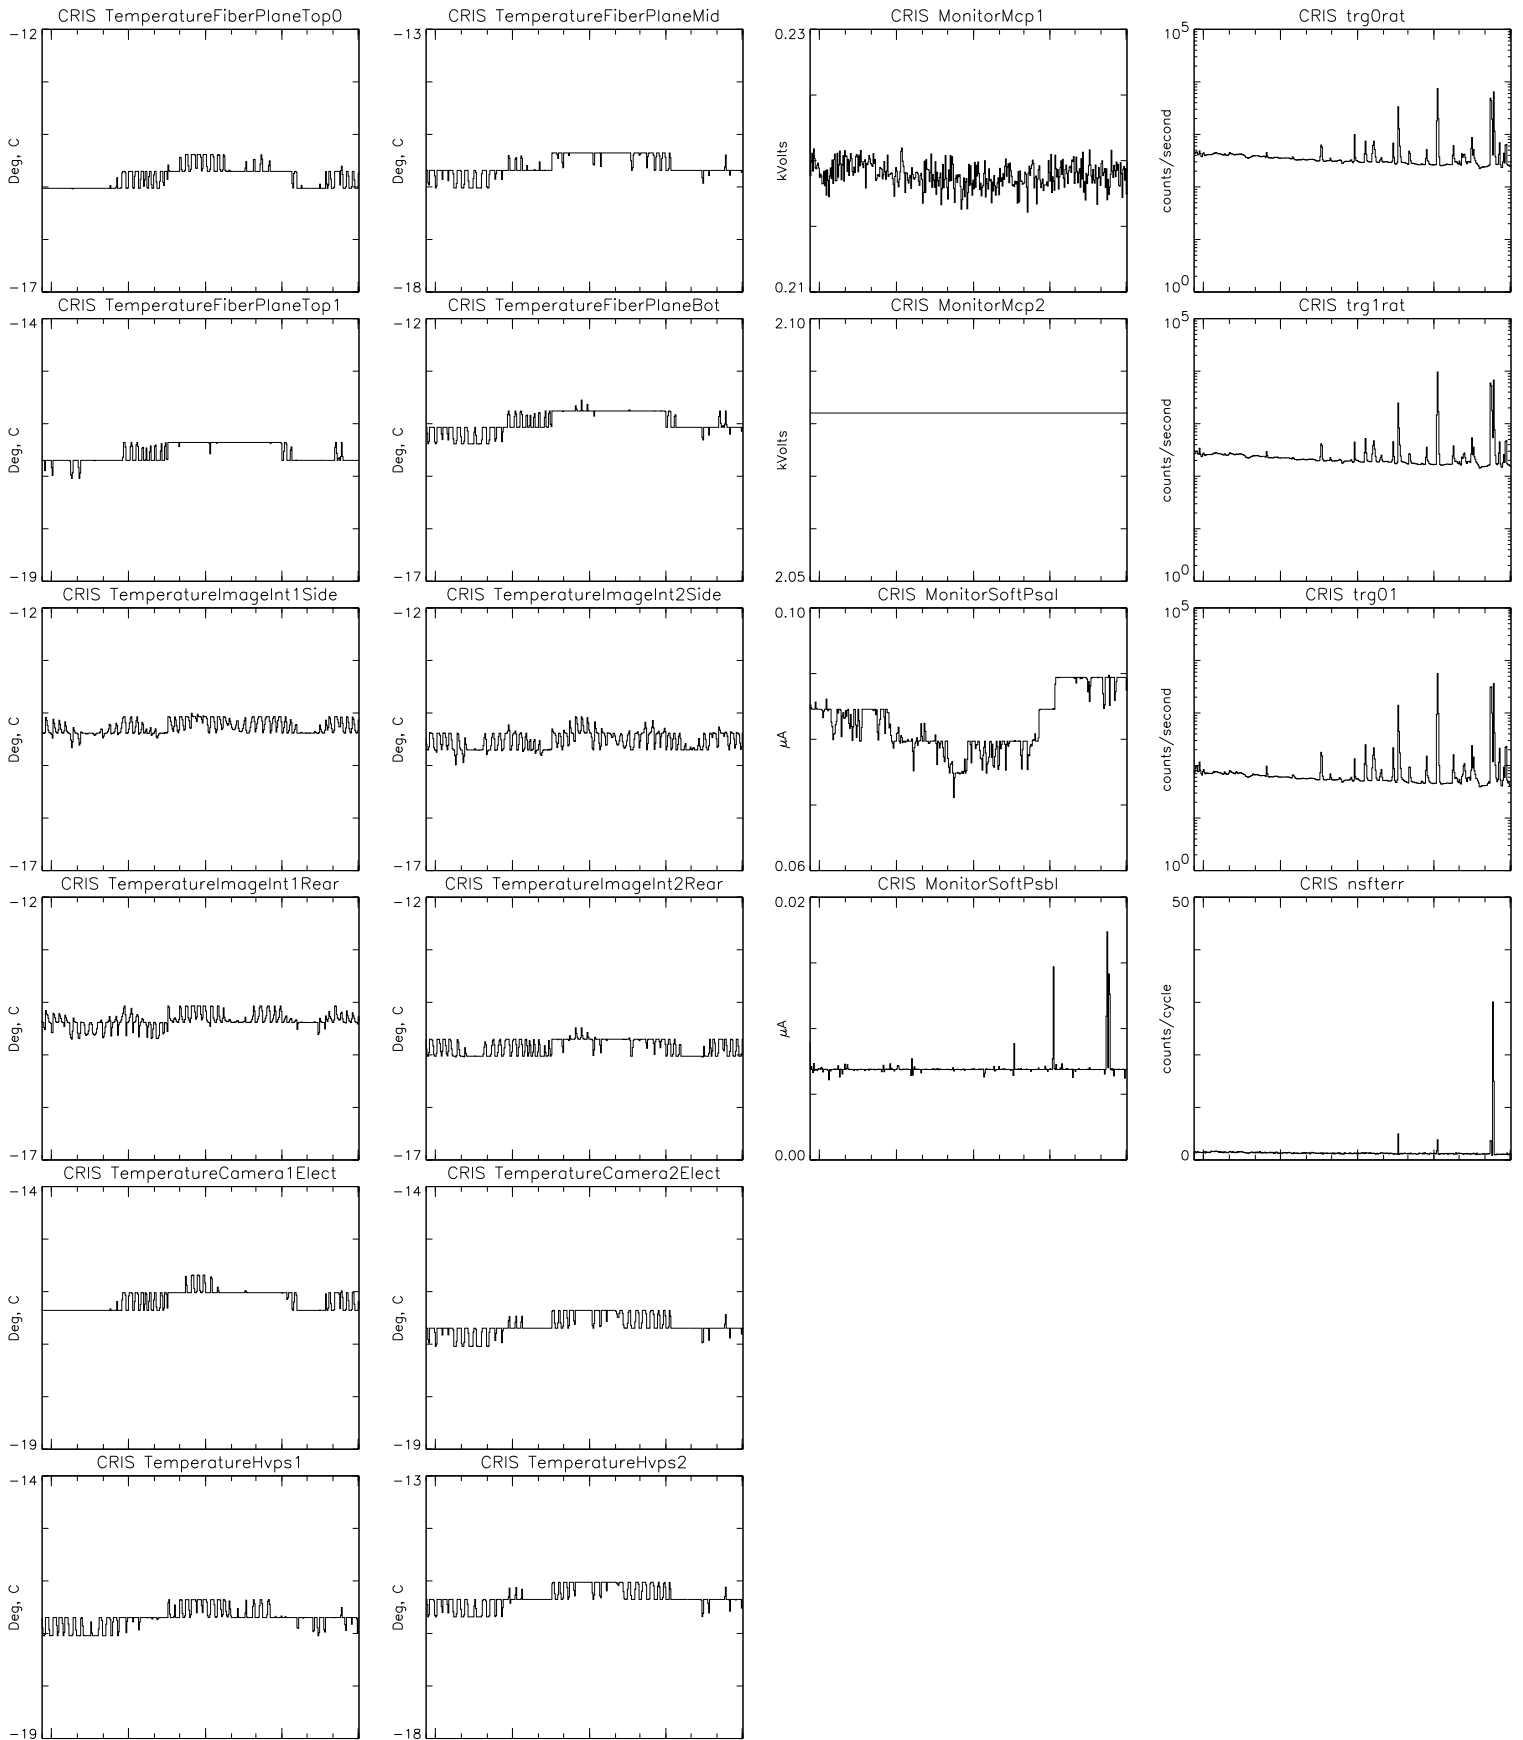 CRIS TemperatureFiberPlaneTop0
-12
Deg, C
-17
CRIS TemperatureFiberPlaneMid
-13
Deg, C
-18
CRIS MonitorMcp1
0.23
kVolts
0.21
CRIS trg0rat
10^5
counts/second
10^0
CRIS TemperatureFiberPlaneTop1
-14
Deg, C
-19
CRIS TemperatureFiberPlaneBot
-12
Deg, C
-17
CRIS MonitorMcp2
2.10
kVolts
2.05
CRIS trg1rat
10^5
counts/second
10^0
CRIS TemperatureImageInt1Side
-12
Deg, C
-17
CRIS TemperatureImageInt2Side
-12
Deg, C
-17
CRIS MonitorSoftPsaI
0.10
μA
0.06
CRIS trg01
10^5
counts/second
10^0
CRIS TemperatureImageInt1Rear
-12
Deg, C
-17
CRIS TemperatureImageInt2Rear
-12
Deg, C
-17
CRIS MonitorSoftPsbI
0.02
μA
0.00
CRIS nsfterr
50
counts/cycle
0
CRIS TemperatureCamera1Elect
-14
Deg, C
-19
CRIS TemperatureCamera2Elect
-14
Deg, C
-19
CRIS TemperatureHvps1
-14
Deg, C
-19
CRIS TemperatureHvps2
-13
Deg, C
-18